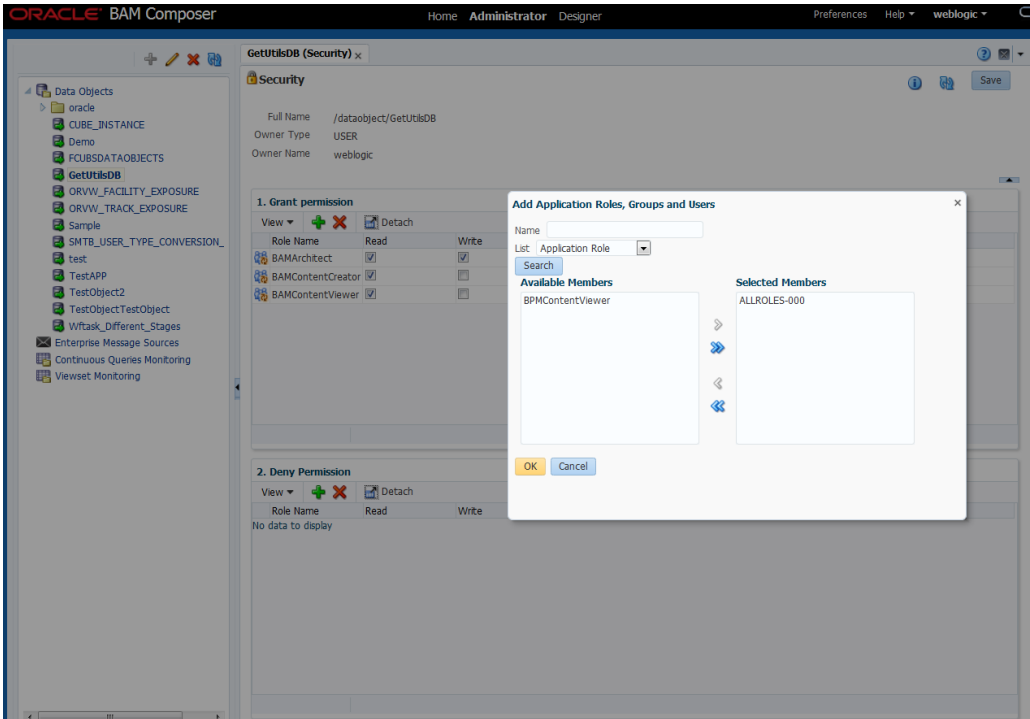 ORACLE BAM Composer
Home Administrator Designer
Preferences Help weblogic
GetUtilsDB (Security)
Security
Save
Full Name /dataobject/GetUtilsDB
Owner Type USER
Owner Name weblogic
Data Objects
oracle
CUBE_INSTANCE
Demo
FCUBSDATAOBJECTS
GetUtilsDB
ORVW_FACILITY_EXPOSURE
ORVW_TRACK_EXPOSURE
Sample
SMTB_USER_TYPE_CONVERSION_
test
TestAPP
TestObject2
TestObjectTestObject
Wftask_Different_Stages
Enterprise Message Sources
Continuous Queries Monitoring
Viewset Monitoring
1. Grant permission
View Detach
Role Name Read Write
BAMArchitect
BAMContentCreator
BAMContentViewer
2. Deny Permission
View Detach
Role Name Read Write
No data to display
Add Application Roles, Groups and Users
Name
List Application Role
Search
Available Members Selected Members
BPMContentViewer ALLROLES-000
OK Cancel